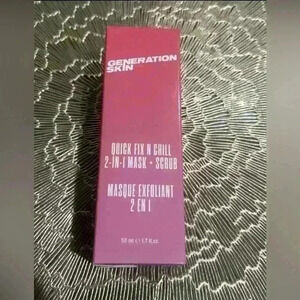 GENERATION
SKIN
QUICK FIX N CHILL
2-IN-1 MASK + SCRUB
MASQUE EXFOLIANT
2 EN 1
50 ml e 1.7 fl.oz.